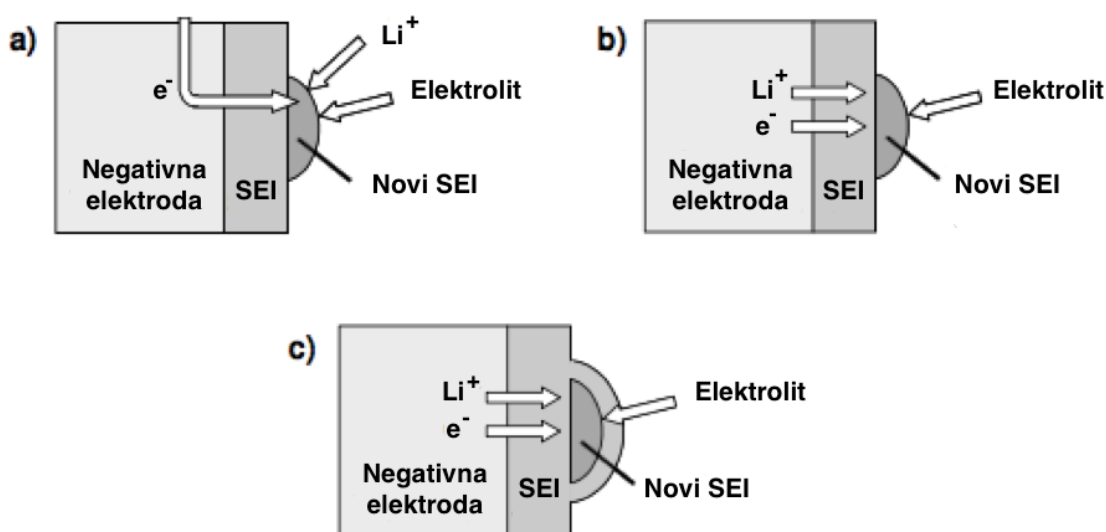 a)
Li+
e-
Elektrolit
Negativna
elektroda
SEI
Novi SEI
b)
Li+
e-
Elektrolit
Negativna
elektroda
SEI
Novi SEI
c)
Li+
e-
Elektrolit
Negativna
elektroda
SEI
Novi SEI